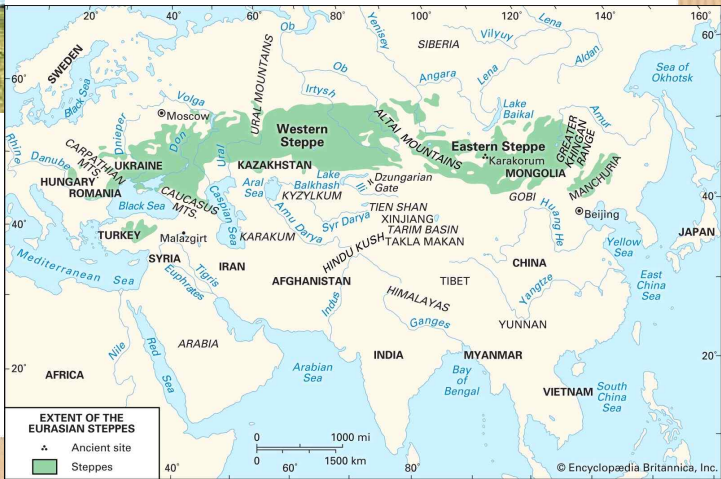 20°
40°
60°
80°
100°
120°
140°
160°
Ob
Yenisey
Vilyuy
Lena
SIBERIA
Aldan
SWEDEN
URAL MOUNTAINS
Ob
Angara
Lena
Sea of
Okhotsk
60°
60°
Black Sea
Volga
Irtysh
Moscow
Lake
Baikal
Amur
Rhine
Dnieper
Don
Western
Steppe
ALTAI MOUNTAINS
Eastern Steppe
GREATER
KHINGAN
RANGE
Danube
CARPATHIAN
MTS.
UKRAINE
Ural
KAZAKHSTAN
Karakorum
MONGOLIA
MANCHURIA
HUNGARY
ROMANIA
Aral
Sea
Lake
Balkhash
Ili
Dzungarian
Gate
CAUCASUS
MTS.
KYZYLKUM
GOBI
Black Sea
Caspian Sea
Amu Darya
Syr Darya
TIEN SHAN
XINJIANG
Huang He
Beijing
40°
40°
TURKEY
Malazgirt
KARAKUM
TARIM BASIN
TAKLA MAKAN
JAPAN
Mediterranean Sea
SYRIA
Tigris
Euphrates
IRAN
HINDU KUSH
AFGHANISTAN
CHINA
Yellow
Sea
TIBET
East
China
Sea
HIMALAYAS
Yangtze
Indus
Ganges
YUNNAN
Nile
Red Sea
ARABIA
INDIA
MYANMAR
20°
20°
AFRICA
Arabian
Sea
Bay
of
Bengal
VIETNAM
South
China
Sea
EXTENT OF THE
EURASIAN STEPPES
Ancient site
Steppes
0 1000 mi
0 1500 km
40°
60°
80°
© Encyclopædia Britannica, Inc.